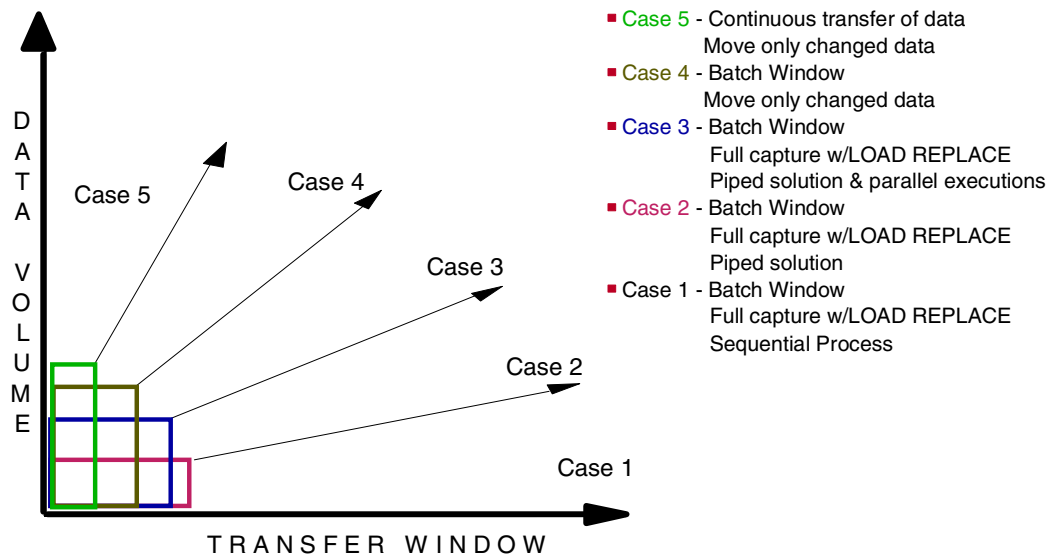 DATA VOLUME
Case 5
Case 4
Case 3
Case 2
Case 1
TRANSFER WINDOW
Case 5 - Continuous transfer of data
Move only changed data
Case 4 - Batch Window
Move only changed data
Case 3 - Batch Window
Full capture w/LOAD REPLACE
Piped solution & parallel executions
Case 2 - Batch Window
Full capture w/LOAD REPLACE
Piped solution
Case 1 - Batch Window
Full capture w/LOAD REPLACE
Sequential Process